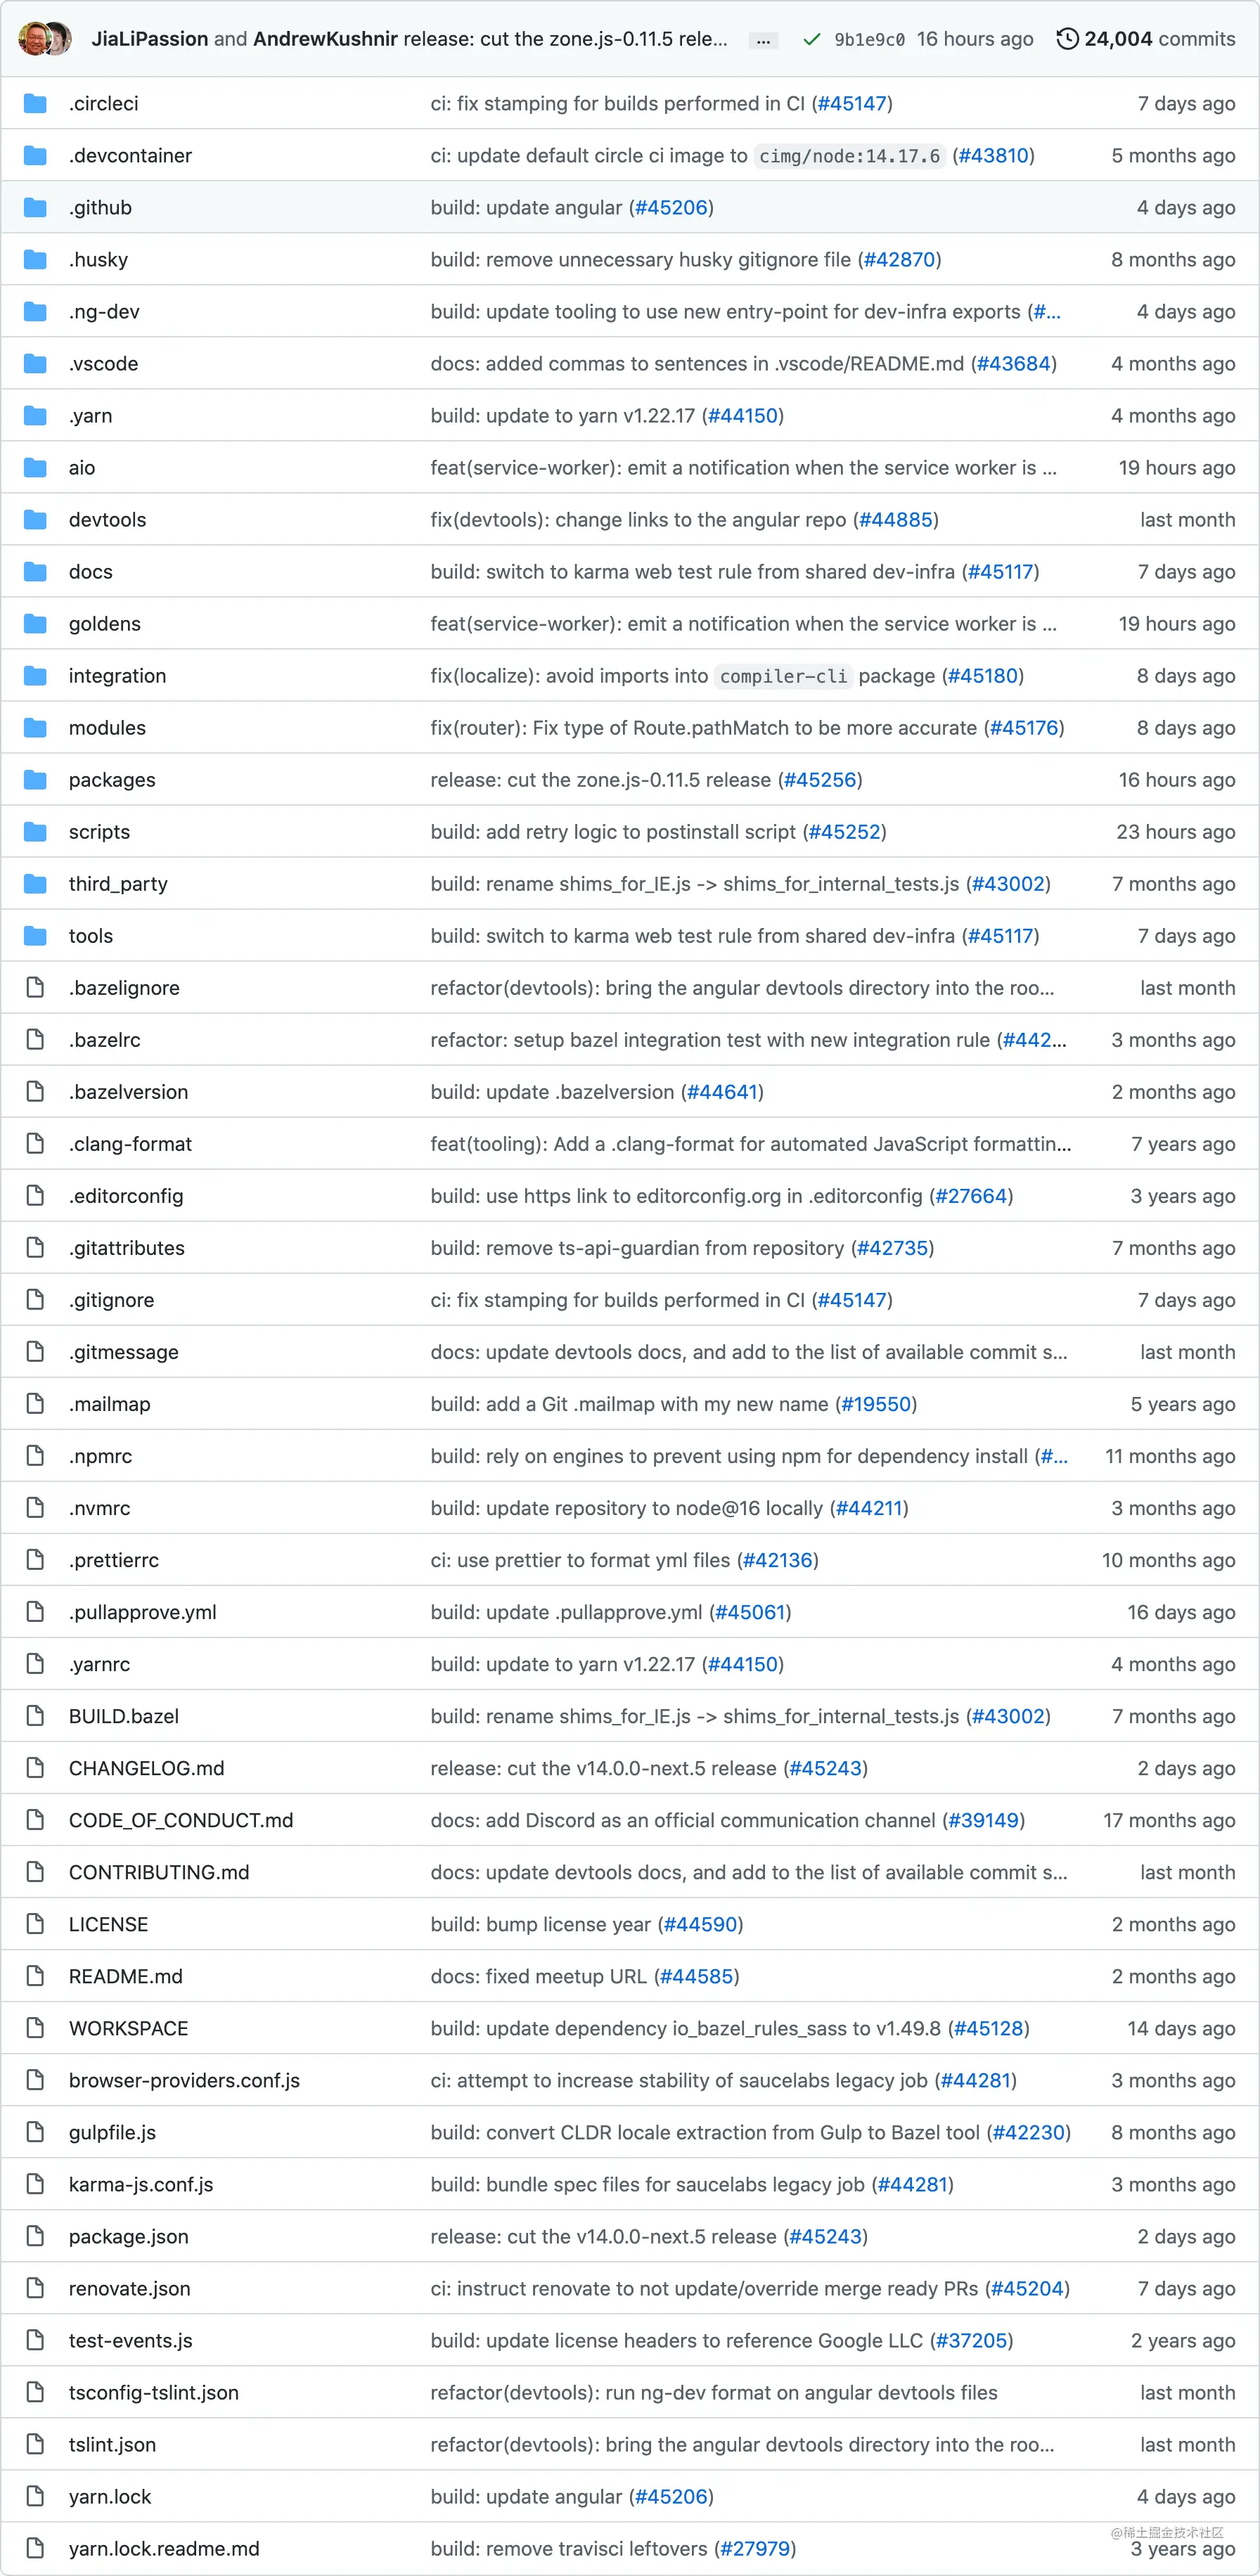 JiaLiPassion and AndrewKushnir release: cut the zone.js-0.11.5 rele... ... 9b1e9c0 16 hours ago 24,004 commits
.circleci ci: fix stamping for builds performed in CI (#45147) 7 days ago
.devcontainer ci: update default circle ci image to cimg/node:14.17.6 (#43810) 5 months ago
.github build: update angular (#45206) 4 days ago
.husky build: remove unnecessary husky gitignore file (#42870) 8 months ago
.ng-dev build: update tooling to use new entry-point for dev-infra exports (#... 4 days ago
.vscode docs: added commas to sentences in .vscode/README.md (#43684) 4 months ago
.yarn build: update to yarn v1.22.17 (#44150) 4 months ago
aio feat(service-worker): emit a notification when the service worker is ... 19 hours ago
devtools fix(devtools): change links to the angular repo (#44885) last month
docs build: switch to karma web test rule from shared dev-infra (#45117) 7 days ago
goldens feat(service-worker): emit a notification when the service worker is ... 19 hours ago
integration fix(localize): avoid imports into compiler-cli package (#45180) 8 days ago
modules fix(router): Fix type of Route.pathMatch to be more accurate (#45176) 8 days ago
packages release: cut the zone.js-0.11.5 release (#45256) 16 hours ago
scripts build: add retry logic to postinstall script (#45252) 23 hours ago
third_party build: rename shims_for_IE.js -> shims_for_internal_tests.js (#43002) 7 months ago
tools build: switch to karma web test rule from shared dev-infra (#45117) 7 days ago
.bazelignore refactor(devtools): bring the angular devtools directory into the roo... last month
.bazelrc refactor: setup bazel integration test with new integration rule (#442... 3 months ago
.bazelversion build: update .bazelversion (#44641) 2 months ago
.clang-format feat(tooling): Add a .clang-format for automated JavaScript formattin... 7 years ago
.editorconfig build: use https link to editorconfig.org in .editorconfig (#27664) 3 years ago
.gitattributes build: remove ts-api-guardian from repository (#42735) 7 months ago
.gitignore ci: fix stamping for builds performed in CI (#45147) 7 days ago
.gitmessage docs: update devtools docs, and add to the list of available commit s... last month
.mailmap build: add a Git .mailmap with my new name (#19550) 5 years ago
.npmrc build: rely on engines to prevent using npm for dependency install (#... 11 months ago
.nvmrc build: update repository to node@16 locally (#44211) 3 months ago
.prettierrc ci: use prettier to format yml files (#42136) 10 months ago
.pullapprove.yml build: update .pullapprove.yml (#45061) 16 days ago
.yarnrc build: update to yarn v1.22.17 (#44150) 4 months ago
BUILD.bazel build: rename shims_for_IE.js -> shims_for_internal_tests.js (#43002) 7 months ago
CHANGELOG.md release: cut the v14.0.0-next.5 release (#45243) 2 days ago
CODE_OF_CONDUCT.md docs: add Discord as an official communication channel (#39149) 17 months ago
CONTRIBUTING.md docs: update devtools docs, and add to the list of available commit s... last month
LICENSE build: bump license year (#44590) 2 months ago
README.md docs: fixed meetup URL (#44585) 2 months ago
WORKSPACE build: update dependency io_bazel_rules_sass to v1.49.8 (#45128) 14 days ago
browser-providers.conf.js ci: attempt to increase stability of saucelabs legacy job (#44281) 3 months ago
gulpfile.js build: convert CLDR locale extraction from Gulp to Bazel tool (#42230) 8 months ago
karma-js.conf.js build: bundle spec files for saucelabs legacy job (#44281) 3 months ago
package.json release: cut the v14.0.0-next.5 release (#45243) 2 days ago
renovate.json ci: instruct renovate to not update/override merge ready PRs (#45204) 7 days ago
test-events.js build: update license headers to reference Google LLC (#37205) 2 years ago
tsconfig-tslint.json refactor(devtools): run ng-dev format on angular devtools files last month
tslint.json refactor(devtools): bring the angular devtools directory into the roo... last month
yarn.lock build: update angular (#45206) 4 days ago
@稀土掘金技术社区
yarn.lock.readme.md build: remove travisci leftovers (#27979) 3 years ago